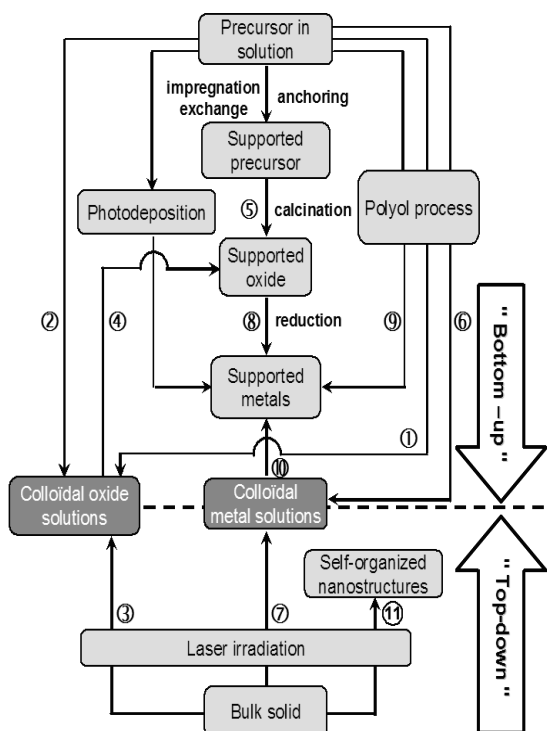 Precursor in
solution
impregnation
exchange
anchoring
Supported
precursor
Photodeposition
⑤
calcination
Polyol process
Supported
oxide
②
④
⑧
reduction
⑨
⑥
Supported
metals
" Bottom –up "
①
⑩
Colloïdal oxide
solutions
Colloïdal
metal solutions
Self-organized
nanostructures
③
⑦
⑪
" Top-down "
Laser irradiation
Bulk solid